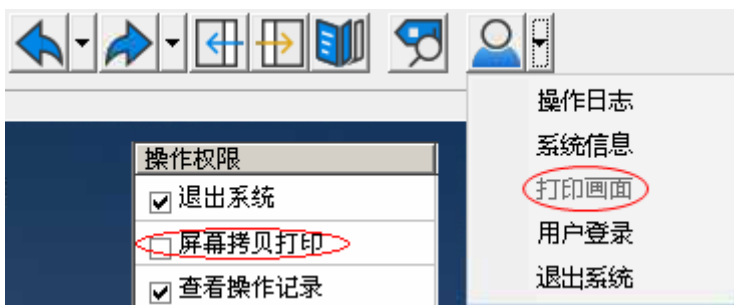 操作日志
系统信息
打印画面
用户登录
退出系统
操作权限
退出系统
屏幕拷贝打印
查看操作记录